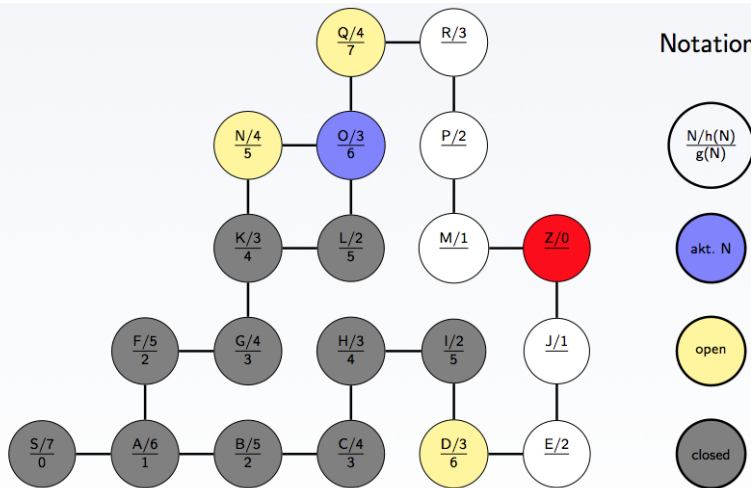 Q/4
7
R/3
Notation
N/4
5
O/3
6
P/2
N/h(N)
g(N)
K/3
4
L/2
5
M/1
Z/0
akt. N
F/5
2
G/4
3
H/3
4
I/2
5
J/1
open
S/7
0
A/6
1
B/5
2
C/4
3
D/3
6
E/2
closed